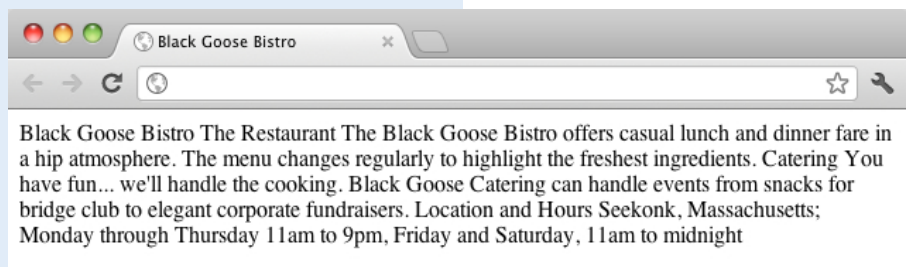 Black Goose Bistro
Black Goose Bistro The Restaurant The Black Goose Bistro offers casual lunch and dinner fare in
a hip atmosphere. The menu changes regularly to highlight the freshest ingredients. Catering You
have fun... we'll handle the cooking. Black Goose Catering can handle events from snacks for
bridge club to elegant corporate fundraisers. Location and Hours Seekonk, Massachusetts;
Monday through Thursday 11am to 9pm, Friday and Saturday, 11am to midnight